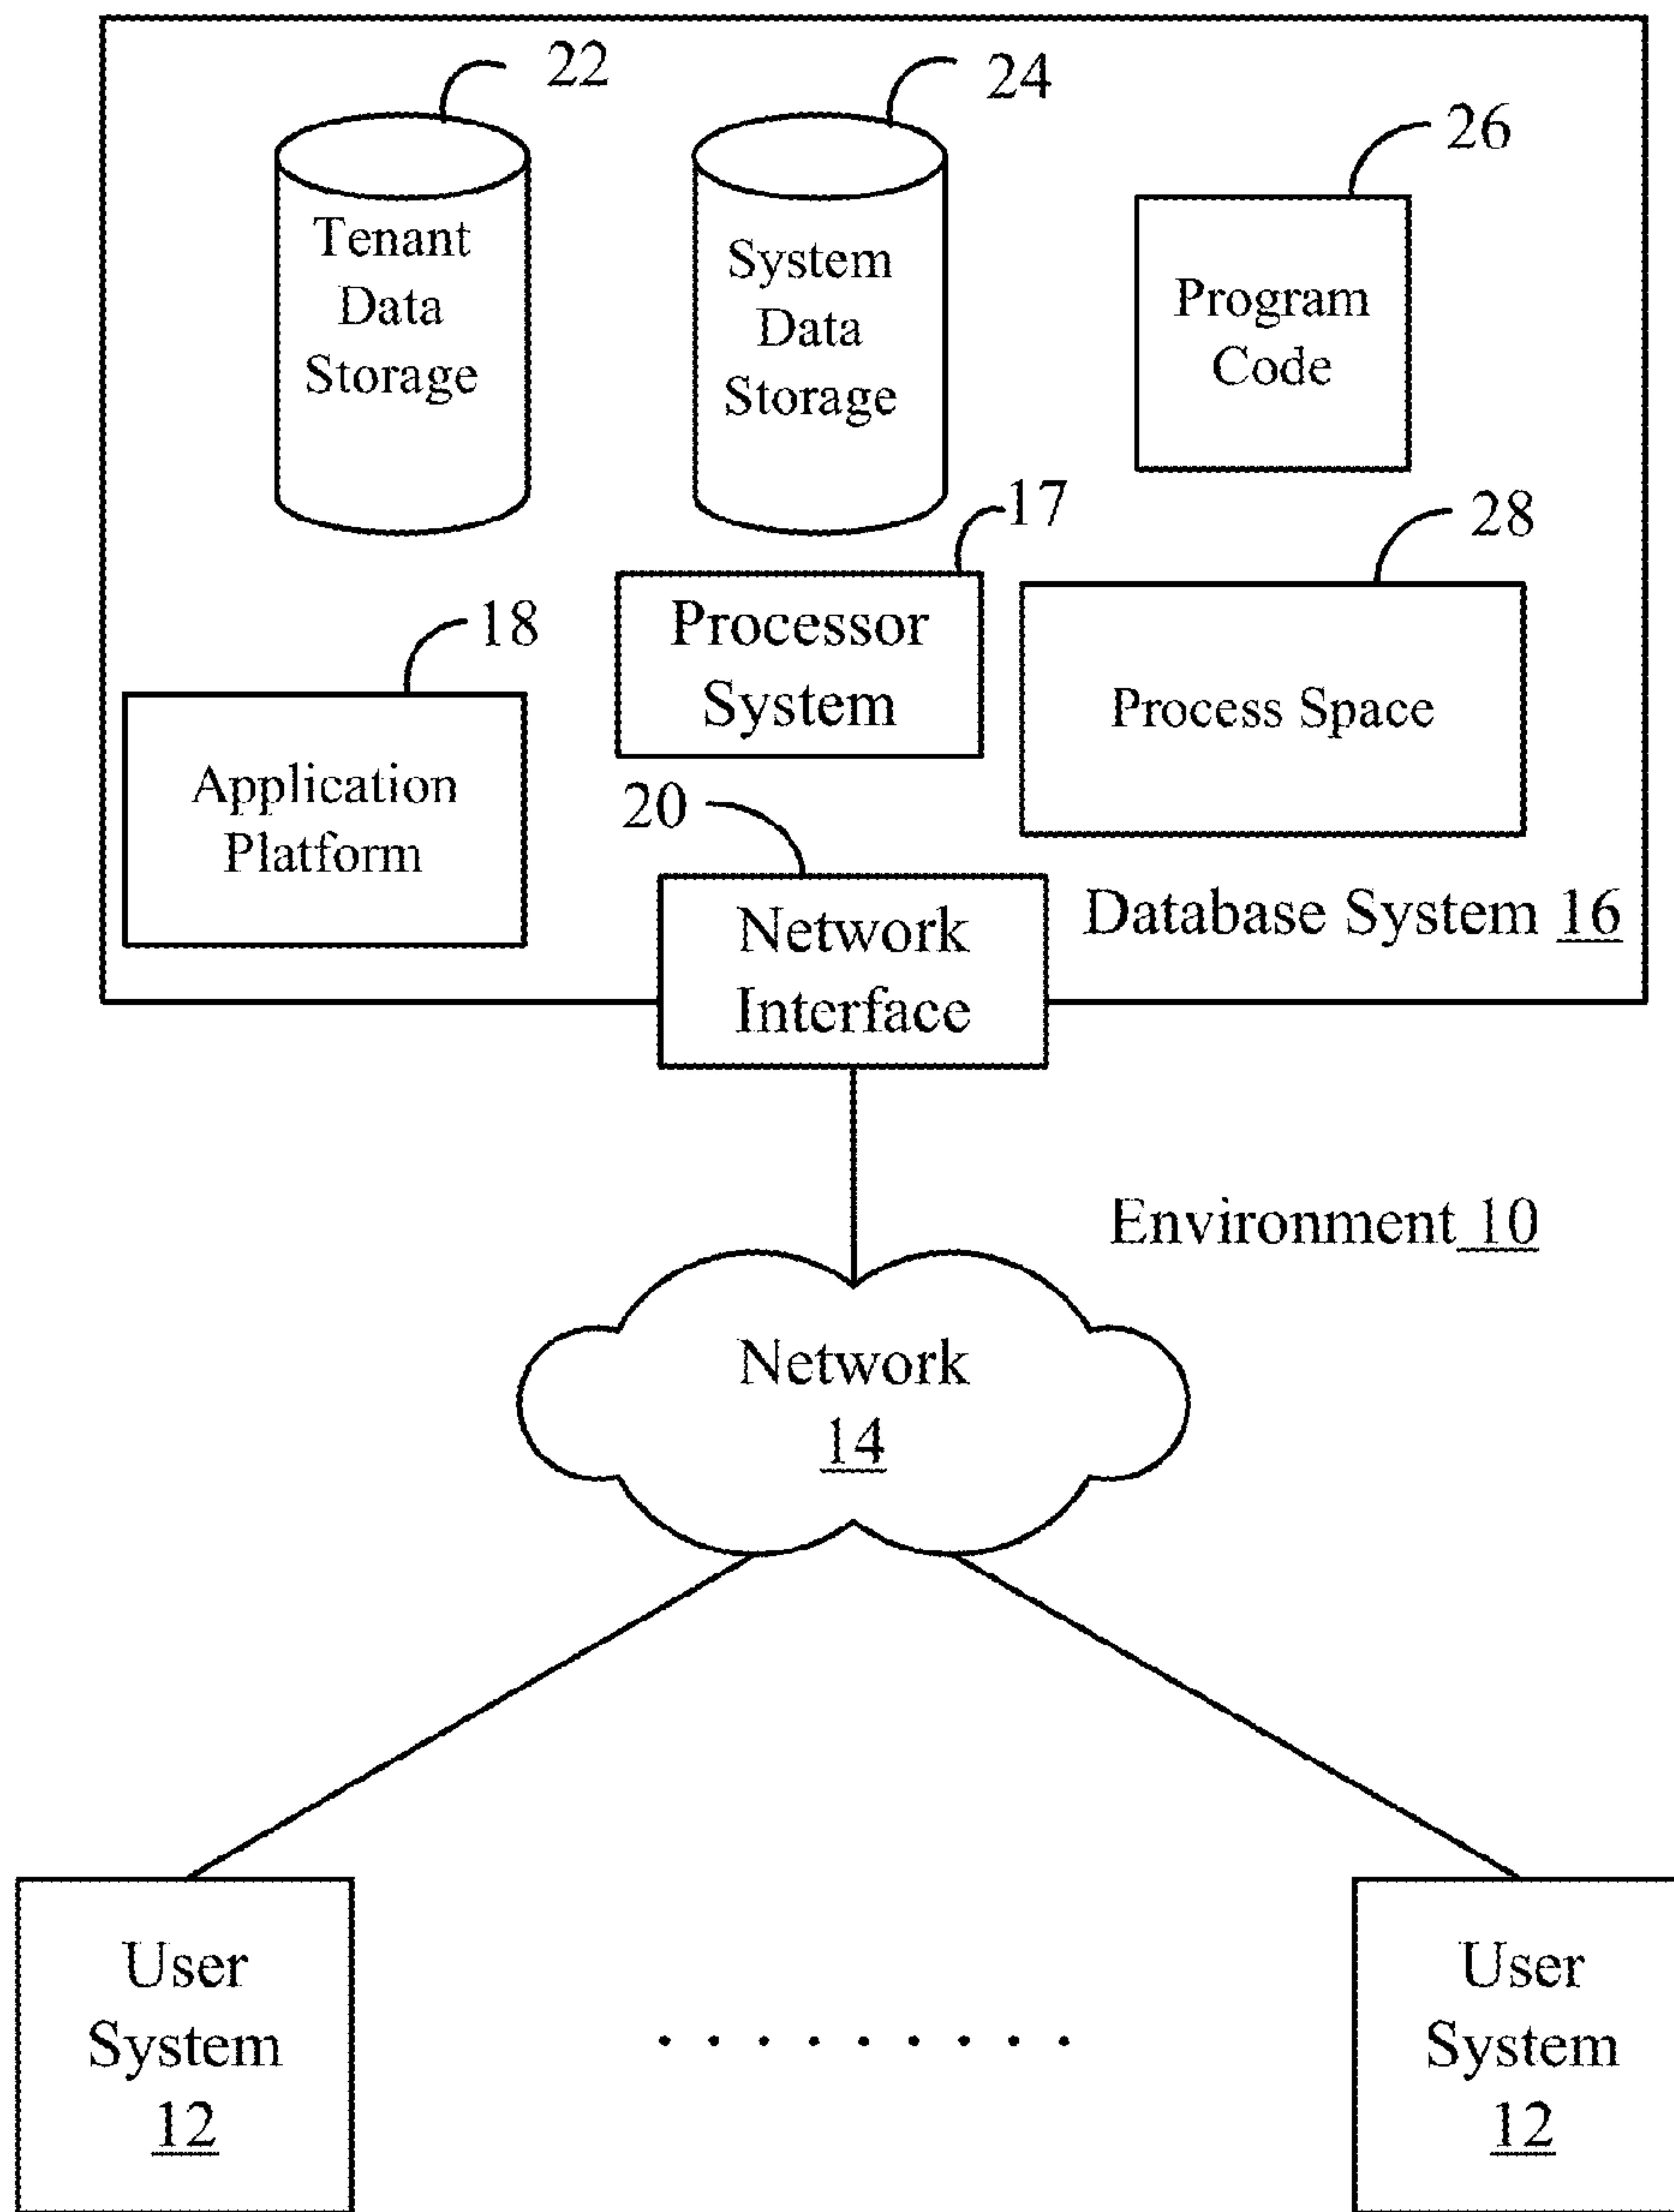 22
24
26
Tenant
Data
Storage
System
Data
Storage
Program
Code
17
28
18
Processor
System
Process Space
Application
Platform
20
Database System 16
Network
Interface
Environment 10
Network
14
User
System
12
User
System
12